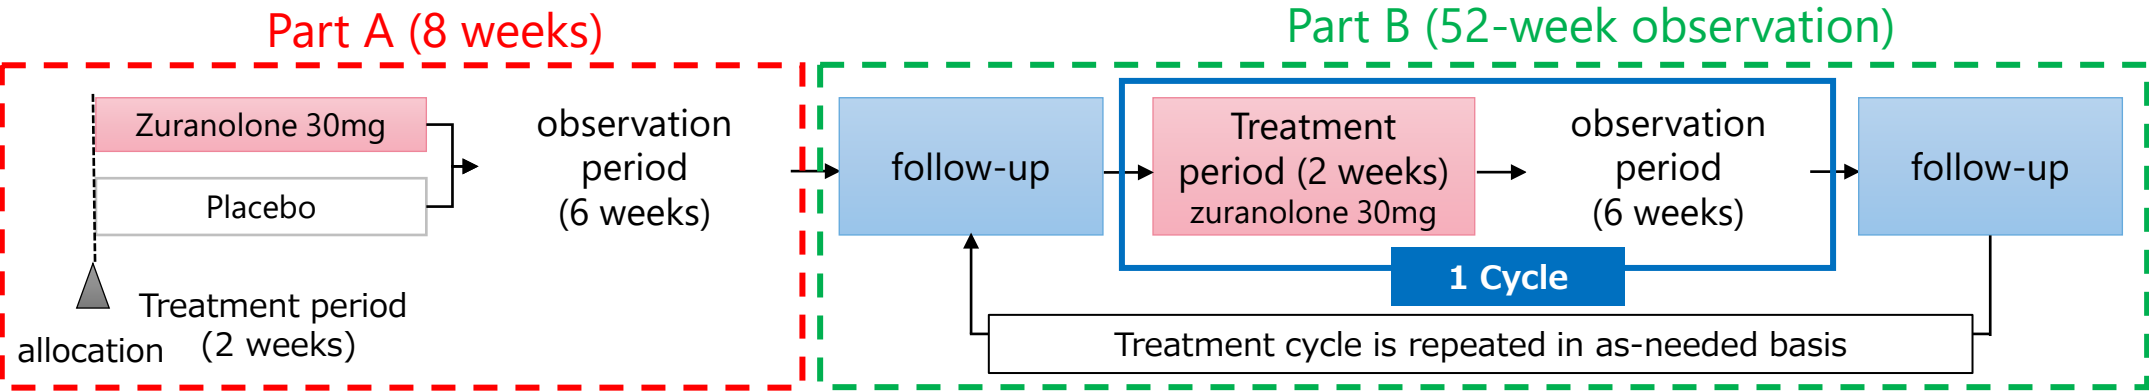 Part A (8 weeks)
Zuranolone 30mg
Placebo
observation
period
(6 weeks)
Treatment period
(2 weeks)
allocation
Part B (52-week observation)
follow-up
Treatment
period (2 weeks)
zuranolone 30mg
observation
period
(6 weeks)
1 Cycle
follow-up
Treatment cycle is repeated in as-needed basis